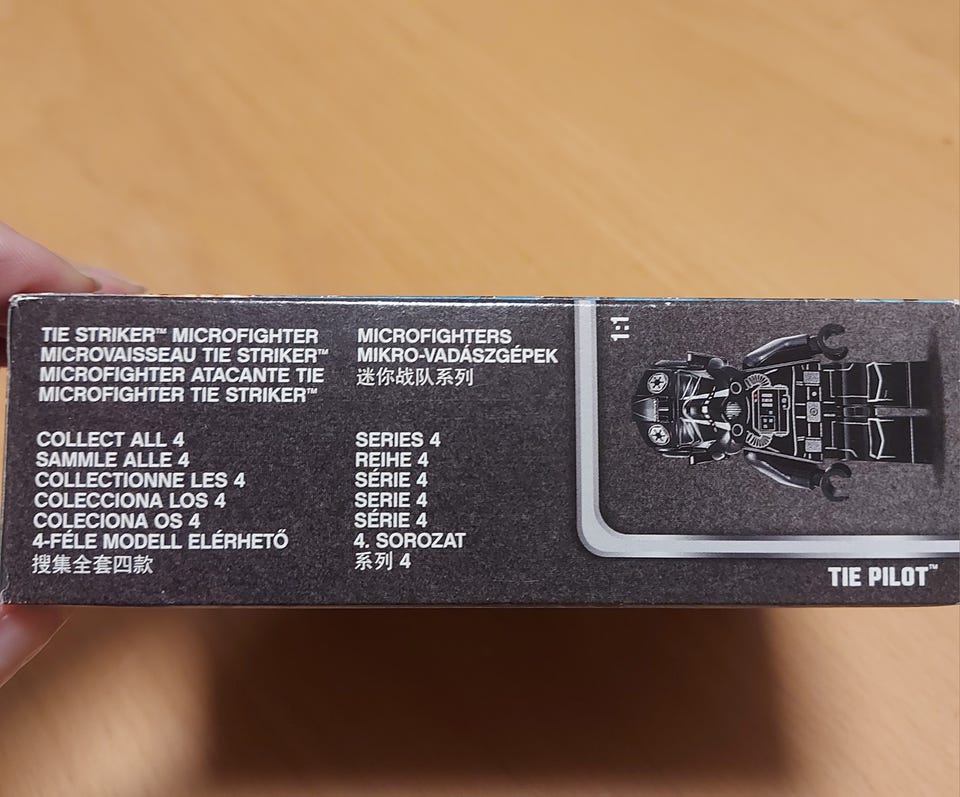 TIE STRIKER™ MICROFIGHTER
MICROVAISSEAU TIE STRIKER™
MICROFIGHTER ATACANTE TIE
MICROFIGHTER TIE STRIKER™
MICROFIGHTERS
MIKRO-VADÁSZGÉPEK
迷你战队系列
COLLECT ALL 4
SAMMLE ALLE 4
COLLECTIONNE LES 4
COLECCIONA LOS 4
COLECIONA OS 4
4-FÉLE MODELL ELÉRHETŐ
搜集全套四款
SERIES 4
REIHE 4
SÉRIE 4
SERIE 4
SÉRIE 4
4. SOROZAT
系列 4
1:1
TIE PILOT™